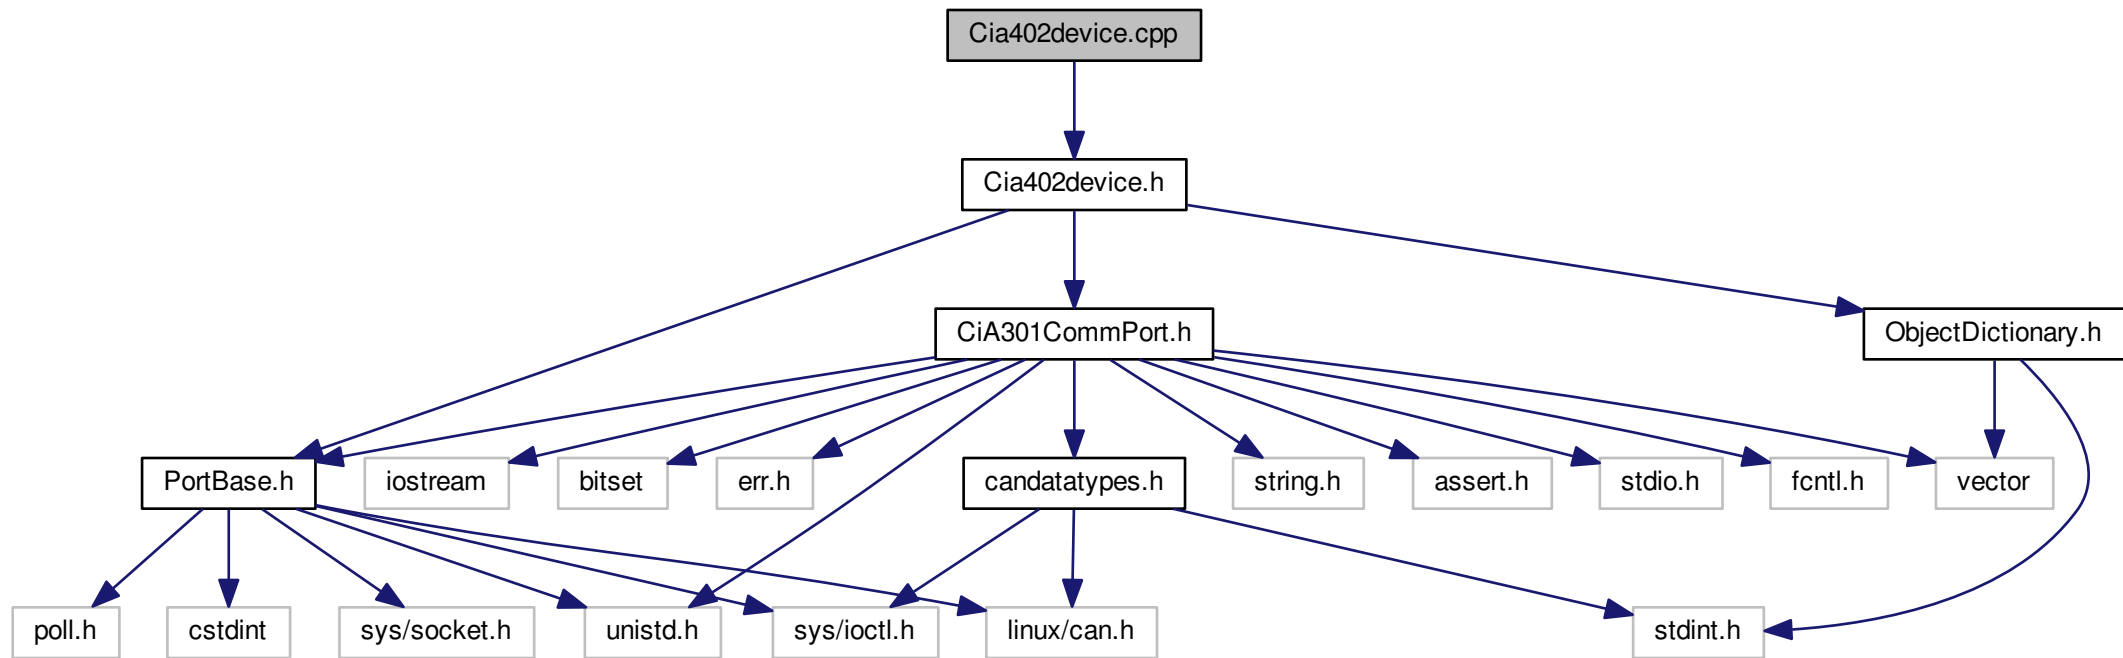 Cia402device.cpp
Cia402device.h
CiA301CommPort.h
ObjectDictionary.h
PortBase.h
iostream
bitset
err.h
candatatypes.h
string.h
assert.h
stdio.h
fcntl.h
vector
poll.h
cstdint
sys/socket.h
unistd.h
sys/ioctl.h
linux/can.h
stdint.h